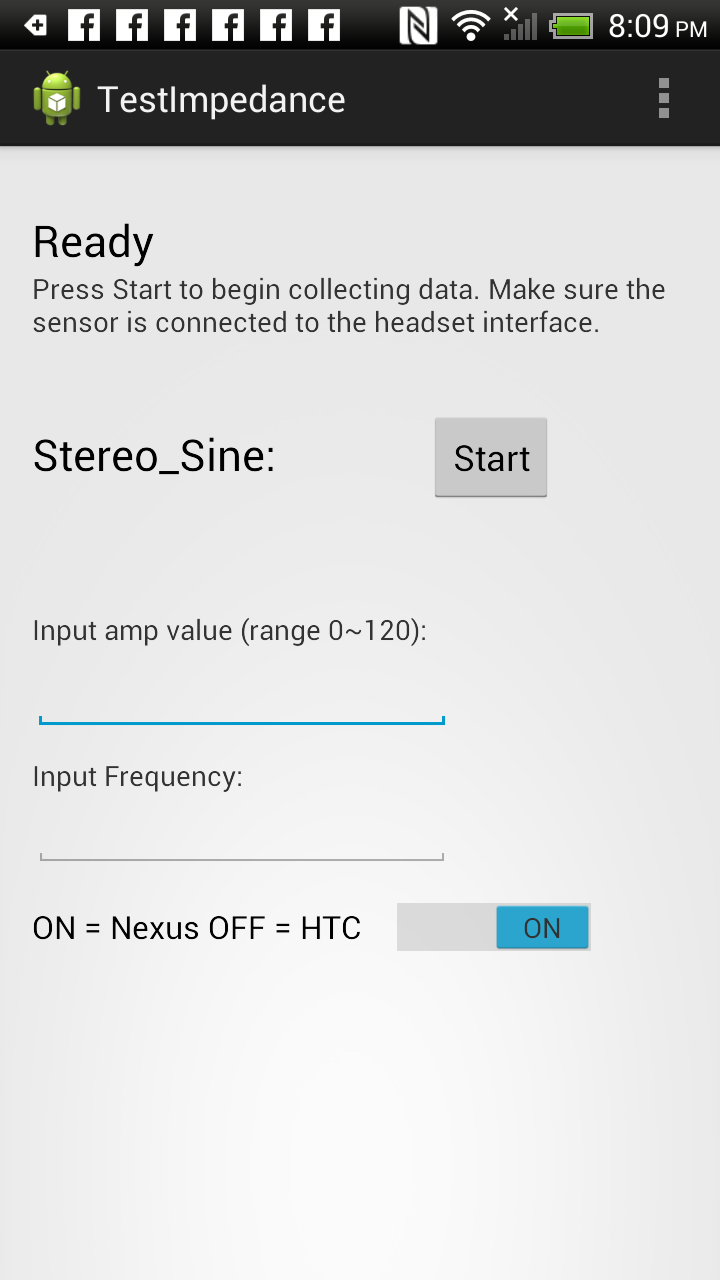 8:09 PM
TestImpedance
Ready
Press Start to begin collecting data. Make sure the
sensor is connected to the headset interface.
Stereo_Sine:
Start
Input amp value (range 0~120):
Input Frequency:
ON = Nexus OFF = HTC
ON